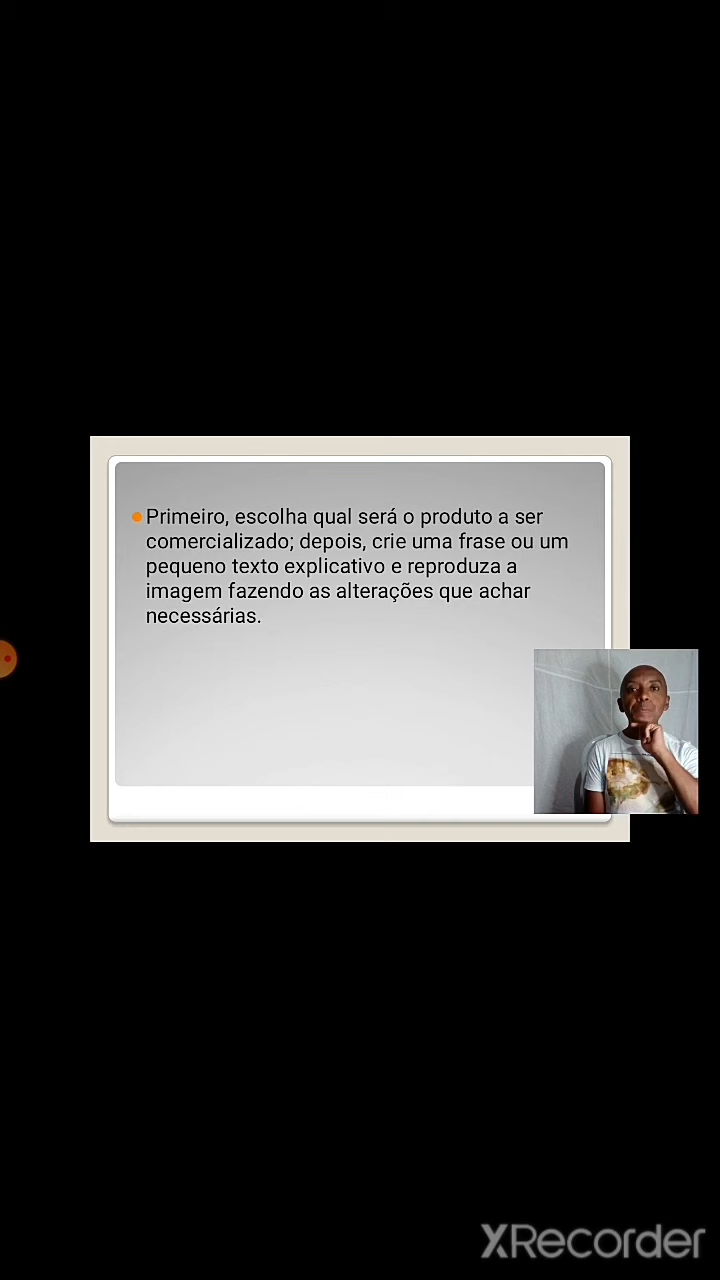 Primeiro, escolha qual será o produto a ser
comercializado; depois, crie uma frase ou um
pequeno texto explicativo e reproduza a
imagem fazendo as alterações que achar
necessárias.
XRecorder